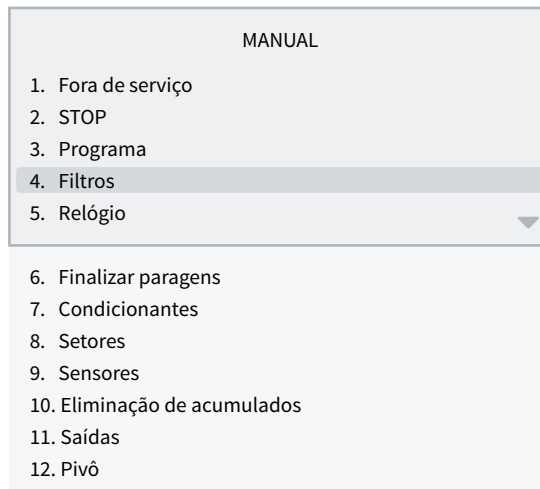 MANUAL
1. Fora de serviço
2. STOP
3. Programa
4. Filtros
5. Relógio
6. Finalizar paragens
7. Condicionantes
8. Setores
9. Sensores
10. Eliminação de acumulados
11. Saídas
12. Pivô